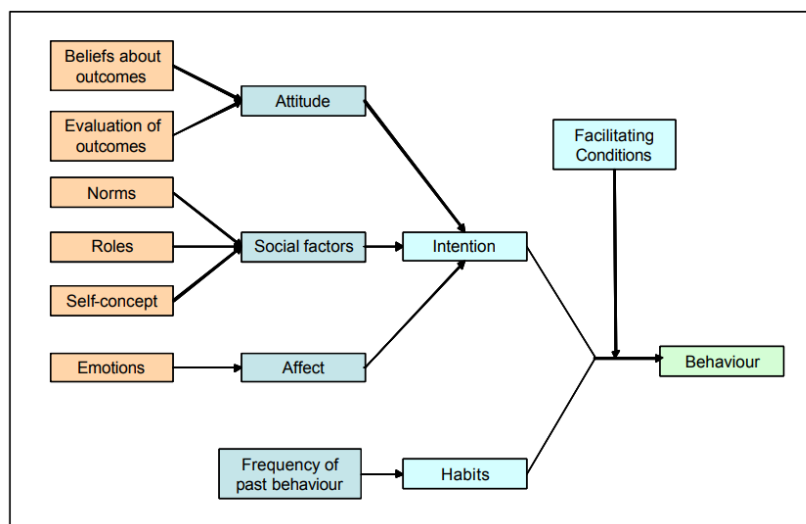 Beliefs about
outcomes
Evaluation of
outcomes
Attitude
Norms
Roles
Self-concept
Social factors
Emotions
Affect
Frequency of
past behaviour
Facilitating
Conditions
Intention
Habits
Behaviour